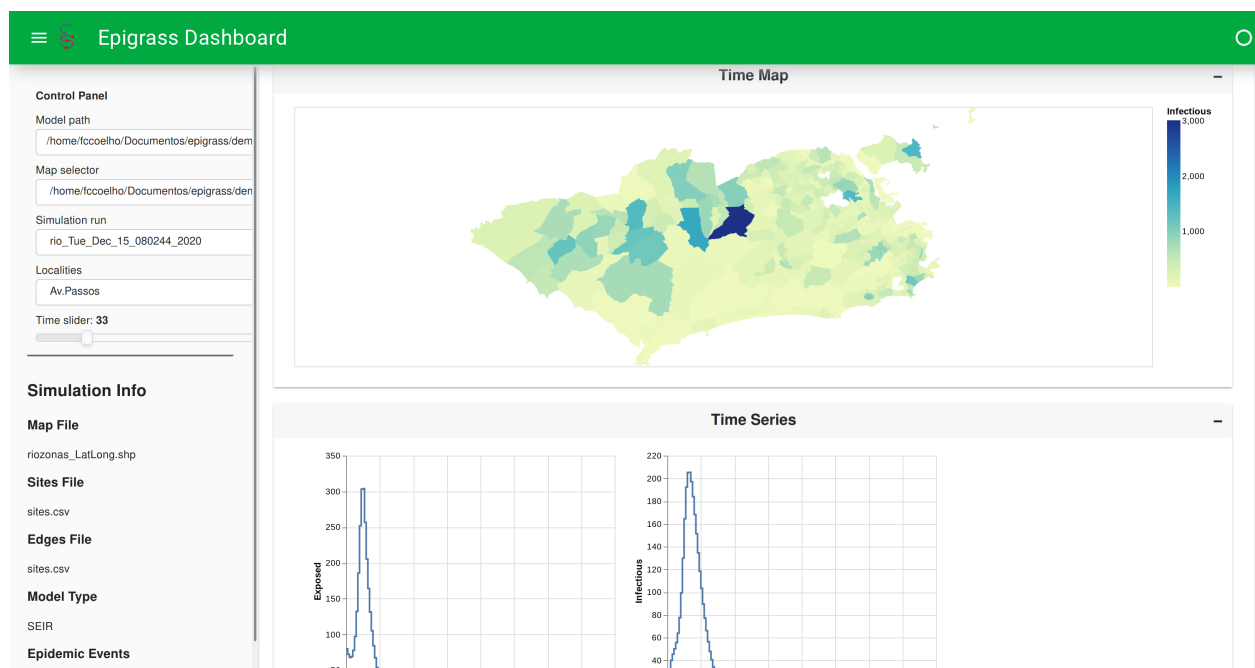 Epigrass Dashboard
Control Panel
Model path
/home/fccoelho/Documentos/epigrass/dem
Map selector
/home/fccoelho/Documentos/epigrass/den
Simulation run
rio_Tue_Dec_15_080244_2020
Localities
Av.Passos
Time slider: 33
Simulation Info
Map File
riozonas_LatLong.shp
Sites File
sites.csv
Edges File
sites.csv
Model Type
SEIR
Epidemic Events
Time Map
Infectious
3,000
2,000
1,000
Time Series
350
300
250
200
150
100
Exposed
220
200
180
160
140
120
100
80
60
40
Infectious